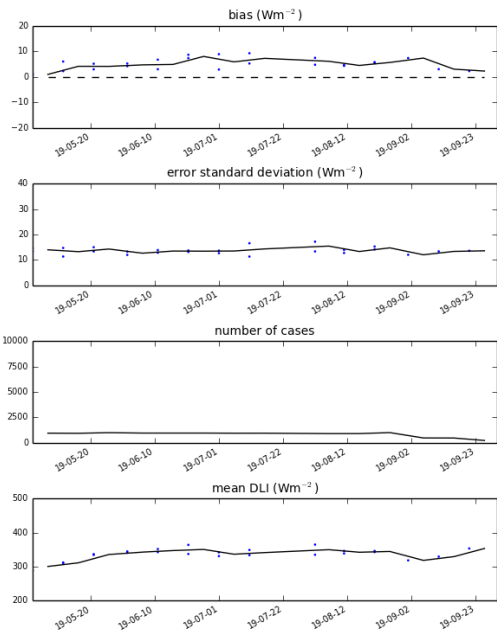 bias (Wm⁻²)
20
10
0
−10
−20
19-05-20 19-06-10 19-07-01 19-07-22 19-08-12 19-09-02 19-09-23
error standard deviation (Wm⁻²)
40
30
20
10
0
19-05-20 19-06-10 19-07-01 19-07-22 19-08-12 19-09-02 19-09-23
number of cases
10000
7500
5000
2500
0
19-05-20 19-06-10 19-07-01 19-07-22 19-08-12 19-09-02 19-09-23
mean DLI (Wm⁻²)
500
400
300
200
19-05-20 19-06-10 19-07-01 19-07-22 19-08-12 19-09-02 19-09-23